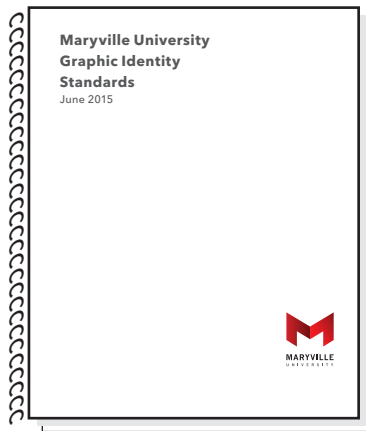 Maryville University
Graphic Identity
Standards
June 2015
MARYVILLE
UNIVERSITY